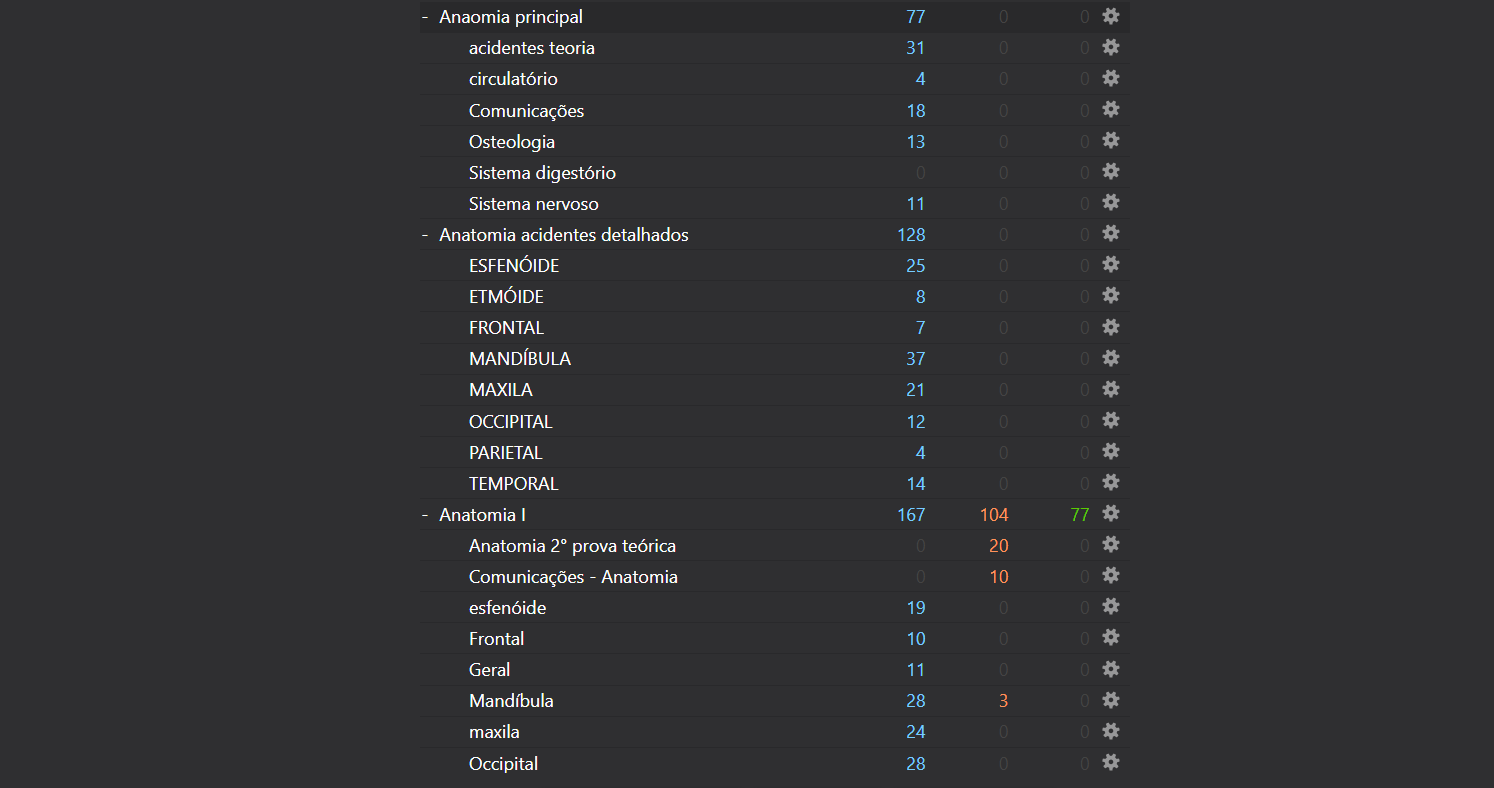 - Anaomia principal 77 0 0
acidentes teoria 31 0 0
circulatório 4 0 0
Comunicações 18 0 0
Osteologia 13 0 0
Sistema digestório 0 0 0
Sistema nervoso 11 0 0
- Anatomia acidentes detalhados 128 0 0
ESFENÓIDE 25 0 0
ETMÓIDE 8 0 0
FRONTAL 7 0 0
MANDÍBULA 37 0 0
MAXILA 21 0 0
OCCIPITAL 12 0 0
PARIETAL 4 0 0
TEMPORAL 14 0 0
- Anatomia I 167 104 77
Anatomia 2° prova teórica 0 20 0
Comunicações - Anatomia 0 10 0
esfenóide 19 0 0
Frontal 10 0 0
Geral 11 0 0
Mandíbula 28 3 0
maxila 24 0 0
Occipital 28 0 0